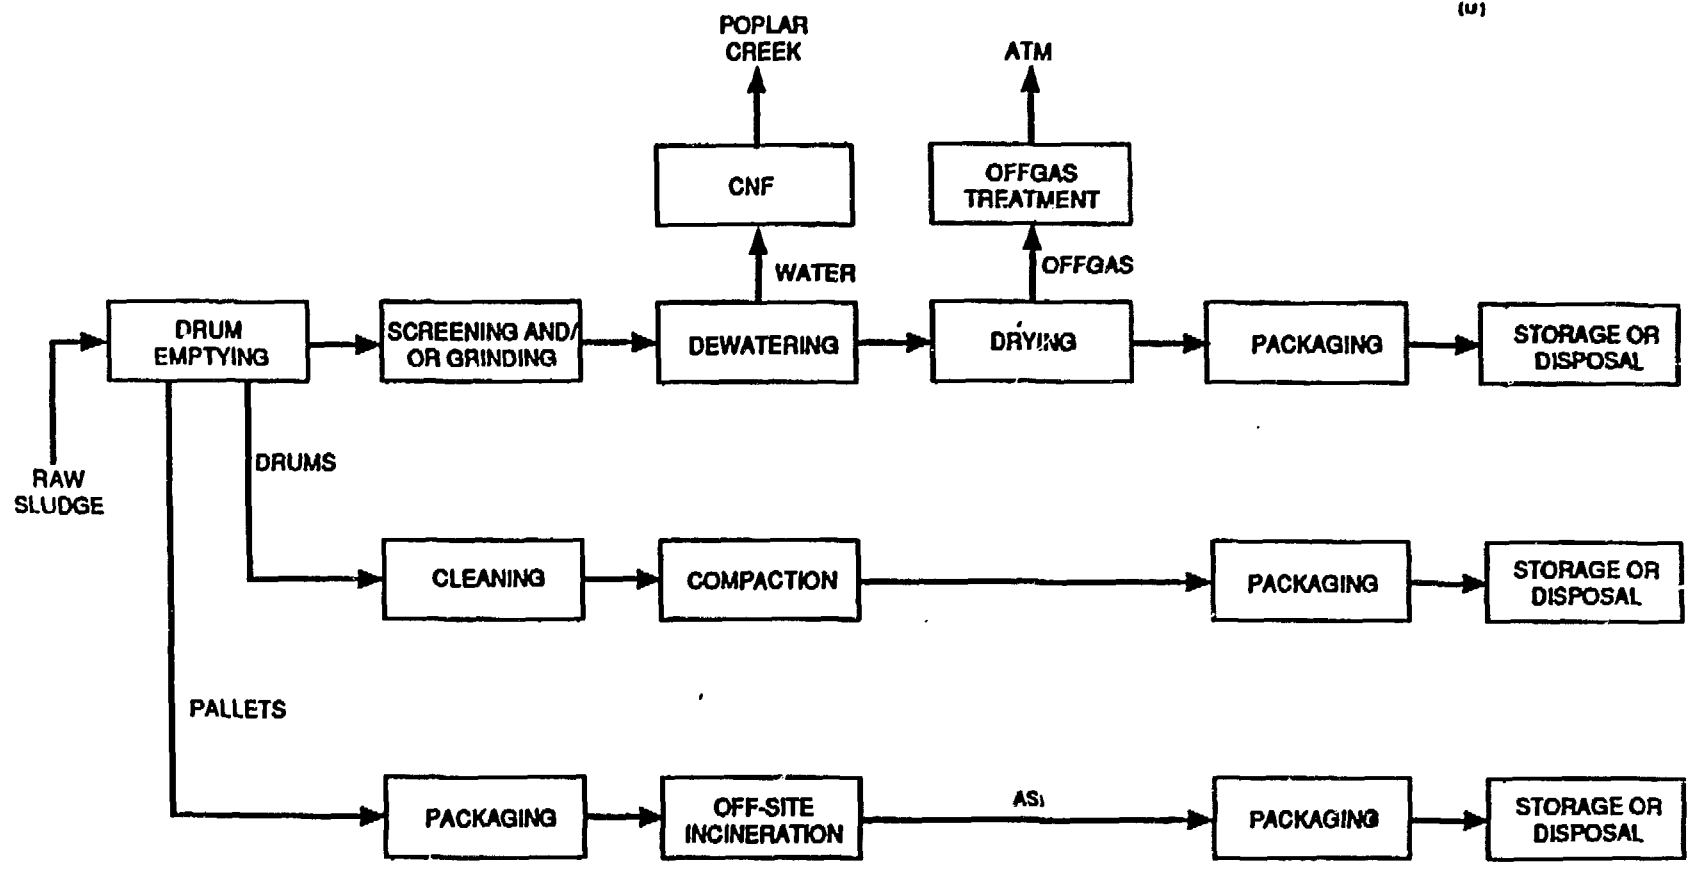 POPLAR
CREEK
ATM
CNF
OFFGAS
TREATMENT
WATER
OFFGAS
DRUM
EMPTYING
SCREENING AND/
OR GRINDING
DEWATERING
DRYING
PACKAGING
STORAGE OR
DISPOSAL
RAW
SLUDGE
DRUMS
CLEANING
COMPACTION
PACKAGING
STORAGE OR
DISPOSAL
PALLETS
PACKAGING
OFF-SITE
INCINERATION
PACKAGING
STORAGE OR
DISPOSAL